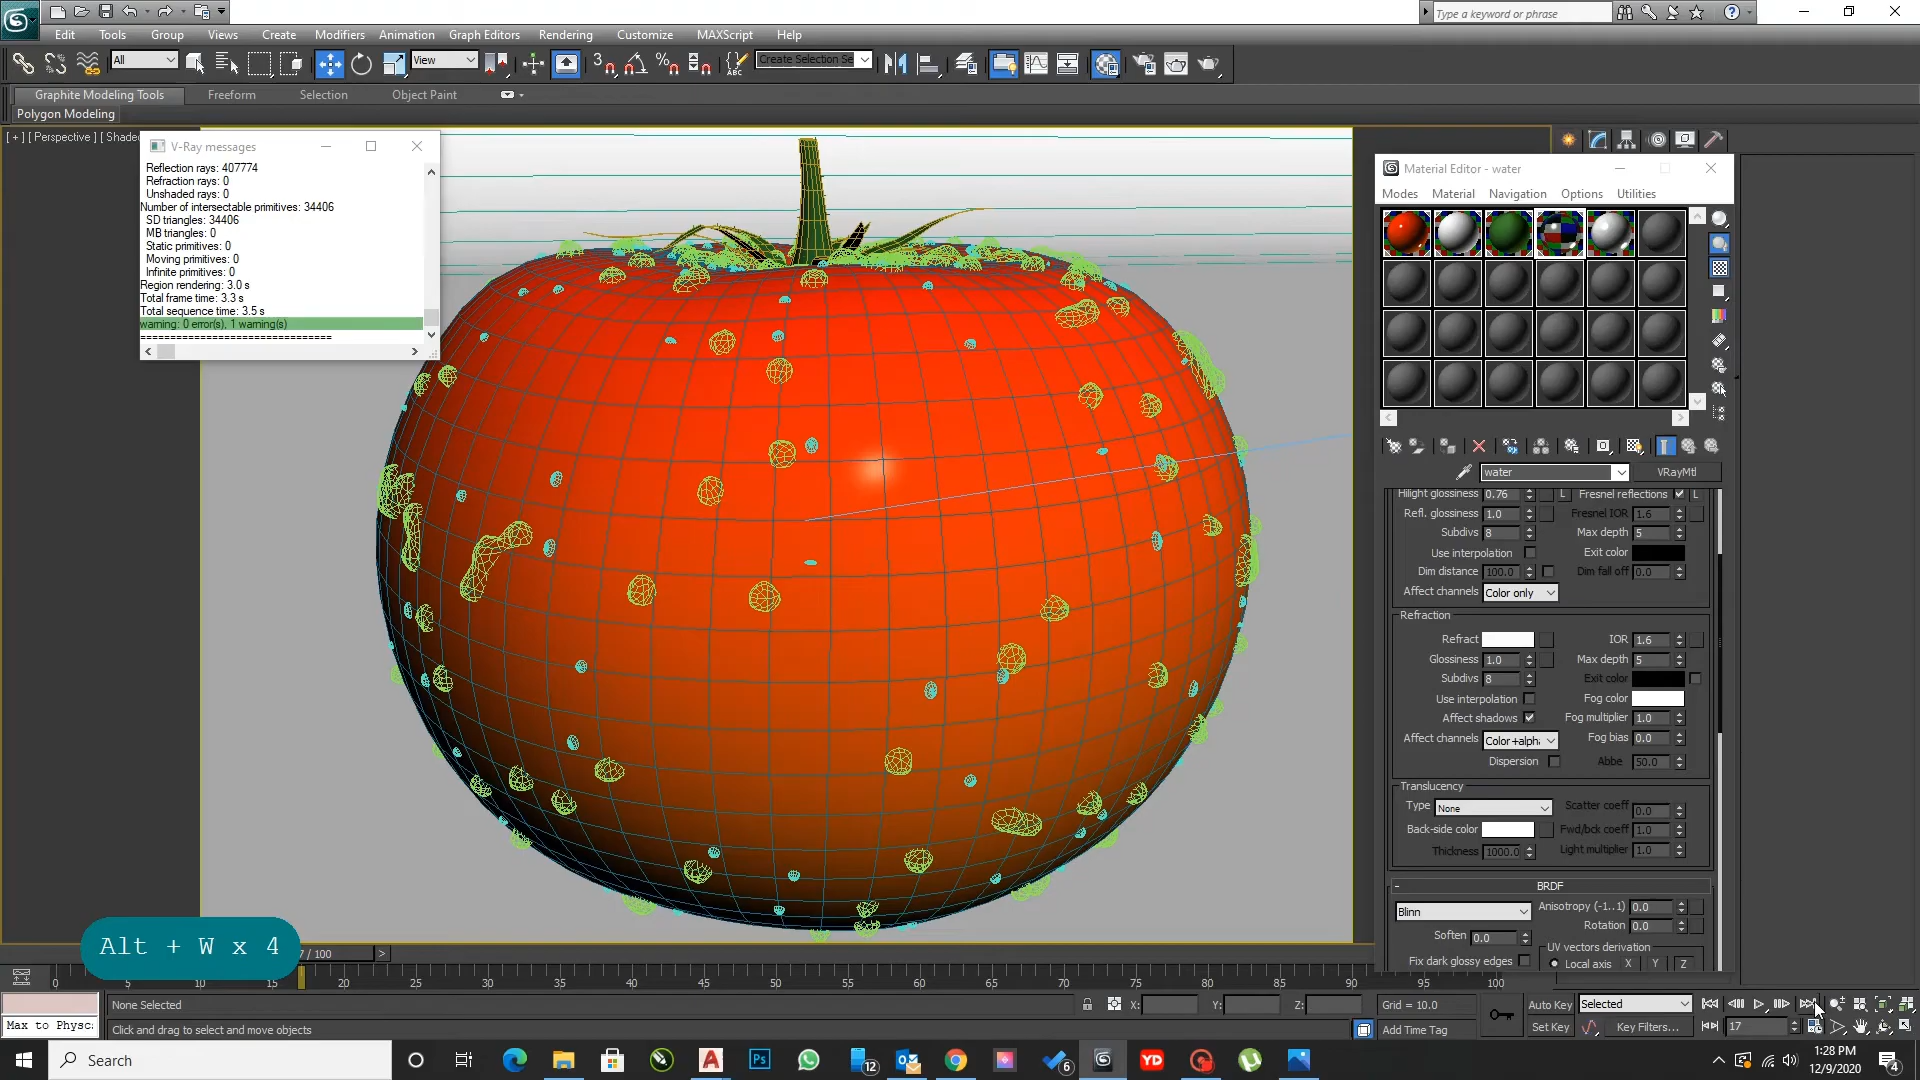 Type a keyword or phrase
Edit Tools Group Views Create Modifiers Animation Graph Editors Rendering Customize MAXScript Help
All View Create Selection Se
Graphite Modeling Tools Freeform Selection Object Paint
Polygon Modeling
[ + ] [ Perspective ] [ Shade
V-Ray messages
Reflection rays: 407774
Refraction rays: 0
Unshaded rays: 0
Number of intersectable primitives: 34406
SD triangles: 34406
MB triangles: 0
Static primitives: 0
Moving primitives: 0
Infinite primitives: 0
Region rendering: 3.0 s
Total frame time: 3.3 s
Total sequence time: 3.5 s
warning: 0 error(s), 1 warning(s)
================================
Material Editor - water
Modes Material Navigation Options Utilities
water VRayMtl
Hilight glossiness 0.76 L Fresnel reflections L
Refl. glossiness 1.0 Fresnel IOR 1.6
Subdivs 8 Max depth 5
Use interpolation Exit color
Dim distance 100.0 Dim fall off 0.0
Affect channels Color only
Refraction
Refract IOR 1.6
Glossiness 1.0 Max depth 5
Subdivs 8 Exit color
Use interpolation Fog color
Affect shadows Fog multiplier 1.0
Affect channels Color+alph Fog bias 0.0
Dispersion Abbe 50.0
Translucency
Type None Scatter coeff 0.0
Back-side color Fwd/bck coeff 1.0
Thickness 1000.0 Light multiplier 1.0
- BRDF
Blinn Anisotropy (-1..1) 0.0
Rotation 0.0
Soften 0.0 UV vectors derivation
Fix dark glossy edges Local axis X Y Z
Alt + W x 4
7 / 100 >
0 10 15 20 25 30 35 40 45 50 55 60 65 70 75 80 85 90 95 100
None Selected X: Y: Z: Grid = 10.0 Auto Key Selected
Max to Physc: Click and drag to select and move objects Add Time Tag Set Key Key Filters... 17
Search 12 6 YD 1:28 PM
12/9/2020 4